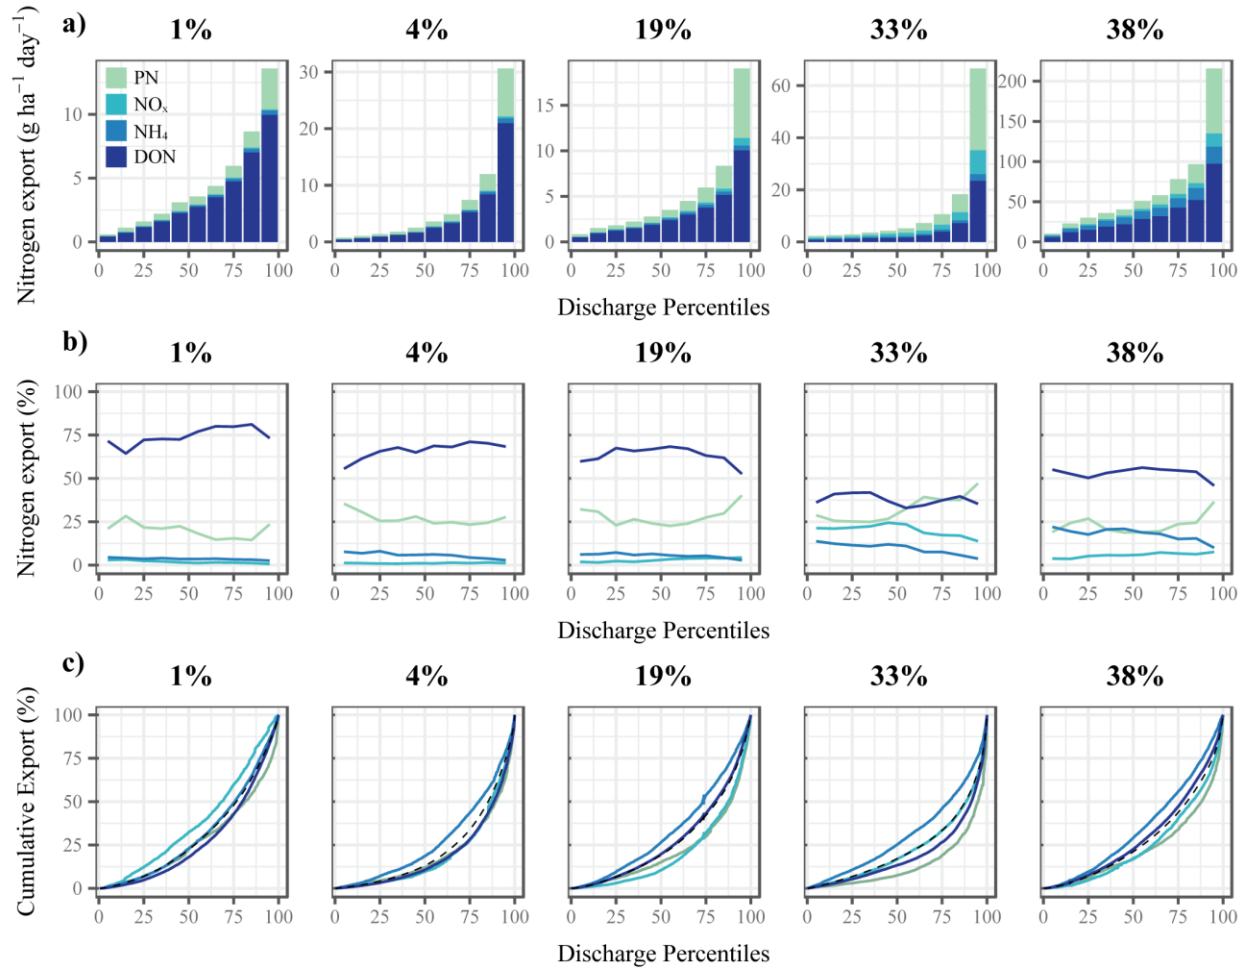 a) 1% 4% 19% 33% 38%
Nitrogen export (g ha⁻¹ day⁻¹)
PN
NOₓ
NH₄
DON
10
5
0
30
20
10
0
15
10
5
0
60
40
20
0
200
150
100
50
0
0 25 50 75 100 0 25 50 75 100 0 25 50 75 100 0 25 50 75 100 0 25 50 75 100
Discharge Percentiles
b) 1% 4% 19% 33% 38%
Nitrogen export (%)
100
75
50
25
0
0 25 50 75 100 0 25 50 75 100 0 25 50 75 100 0 25 50 75 100 0 25 50 75 100
Discharge Percentiles
c) 1% 4% 19% 33% 38%
Cumulative Export (%)
100
75
50
25
0
0 25 50 75 100 0 25 50 75 100 0 25 50 75 100 0 25 50 75 100 0 25 50 75 100
Discharge Percentiles